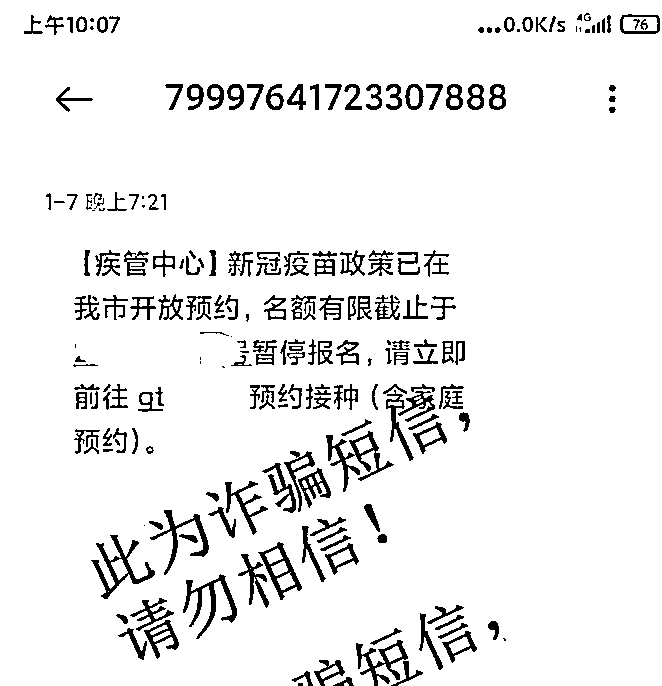 上午10:07
...0.0K/s 4G 76
79997641723307888
1-7 晚上7:21
【疾管中心】新冠疫苗政策已在
我市开放预约,名额有限截止于
号暂停报名,请立即
前往 gt 预约接种(含家庭
预约)。
此为诈骗短信,
请勿相信!
骗短信,